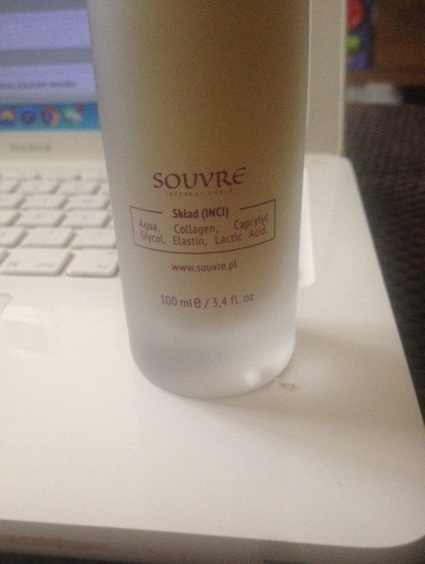 SOUVRE
INTERNATIONALE
Skład (INCI)
Aqua, Collagen, Caprylyl
Glycol, Elastin, Lactic Acid
www.souvre.pl
100 ml e / 3,4 fl. oz